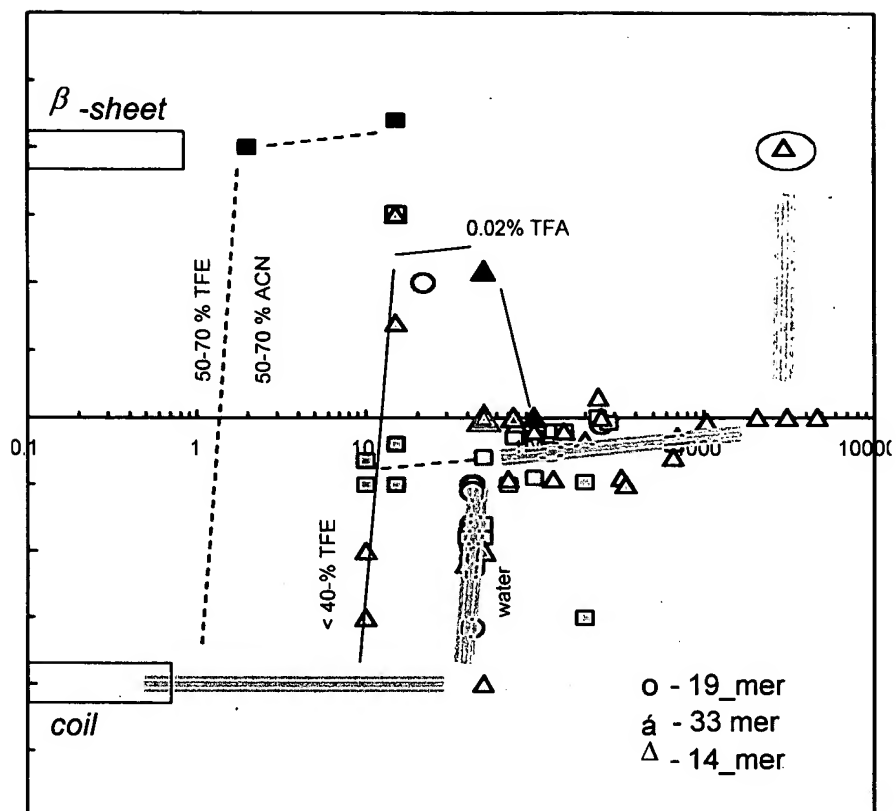 β -sheet
0.02% TFA
50-70 % TFE
50-70 % ACN
0.1 1 10 000 10000
< 40-% TFE
water
coil
o - 19_mer
á - 33 mer
Δ - 14_mer